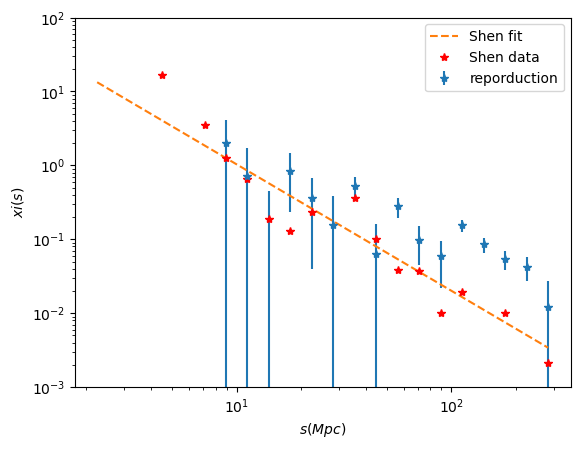 Shen fit
Shen data
reporduction
10^2
10^1
10^0
10^-1
10^-2
10^-3
xi(s)
10^1
10^2
s(Mpc)